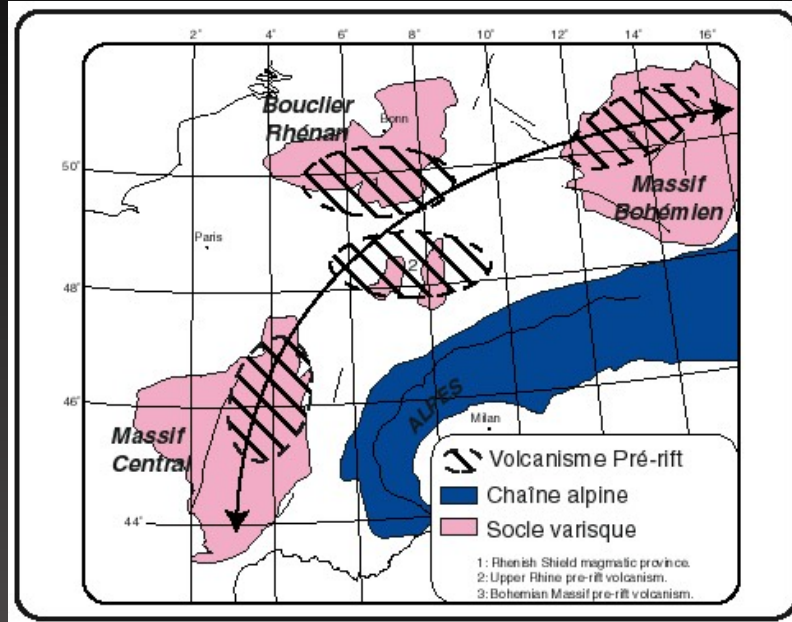 2° 4° 6° 8° 10° 12° 14° 16°
Bouclier
Rhénan
Bonn
50°
Massif
Bohémien
Paris
2
48°
46°
ALPES
Milan
Massif
Central
44°
Volcanisme Pré-rift
Chaîne alpine
Socle varisque
1: Rhenish Shield magmatic province.
2: Upper Rhine pre-rift volcanism.
3: Bohemian Massif pre-rift volcanism.